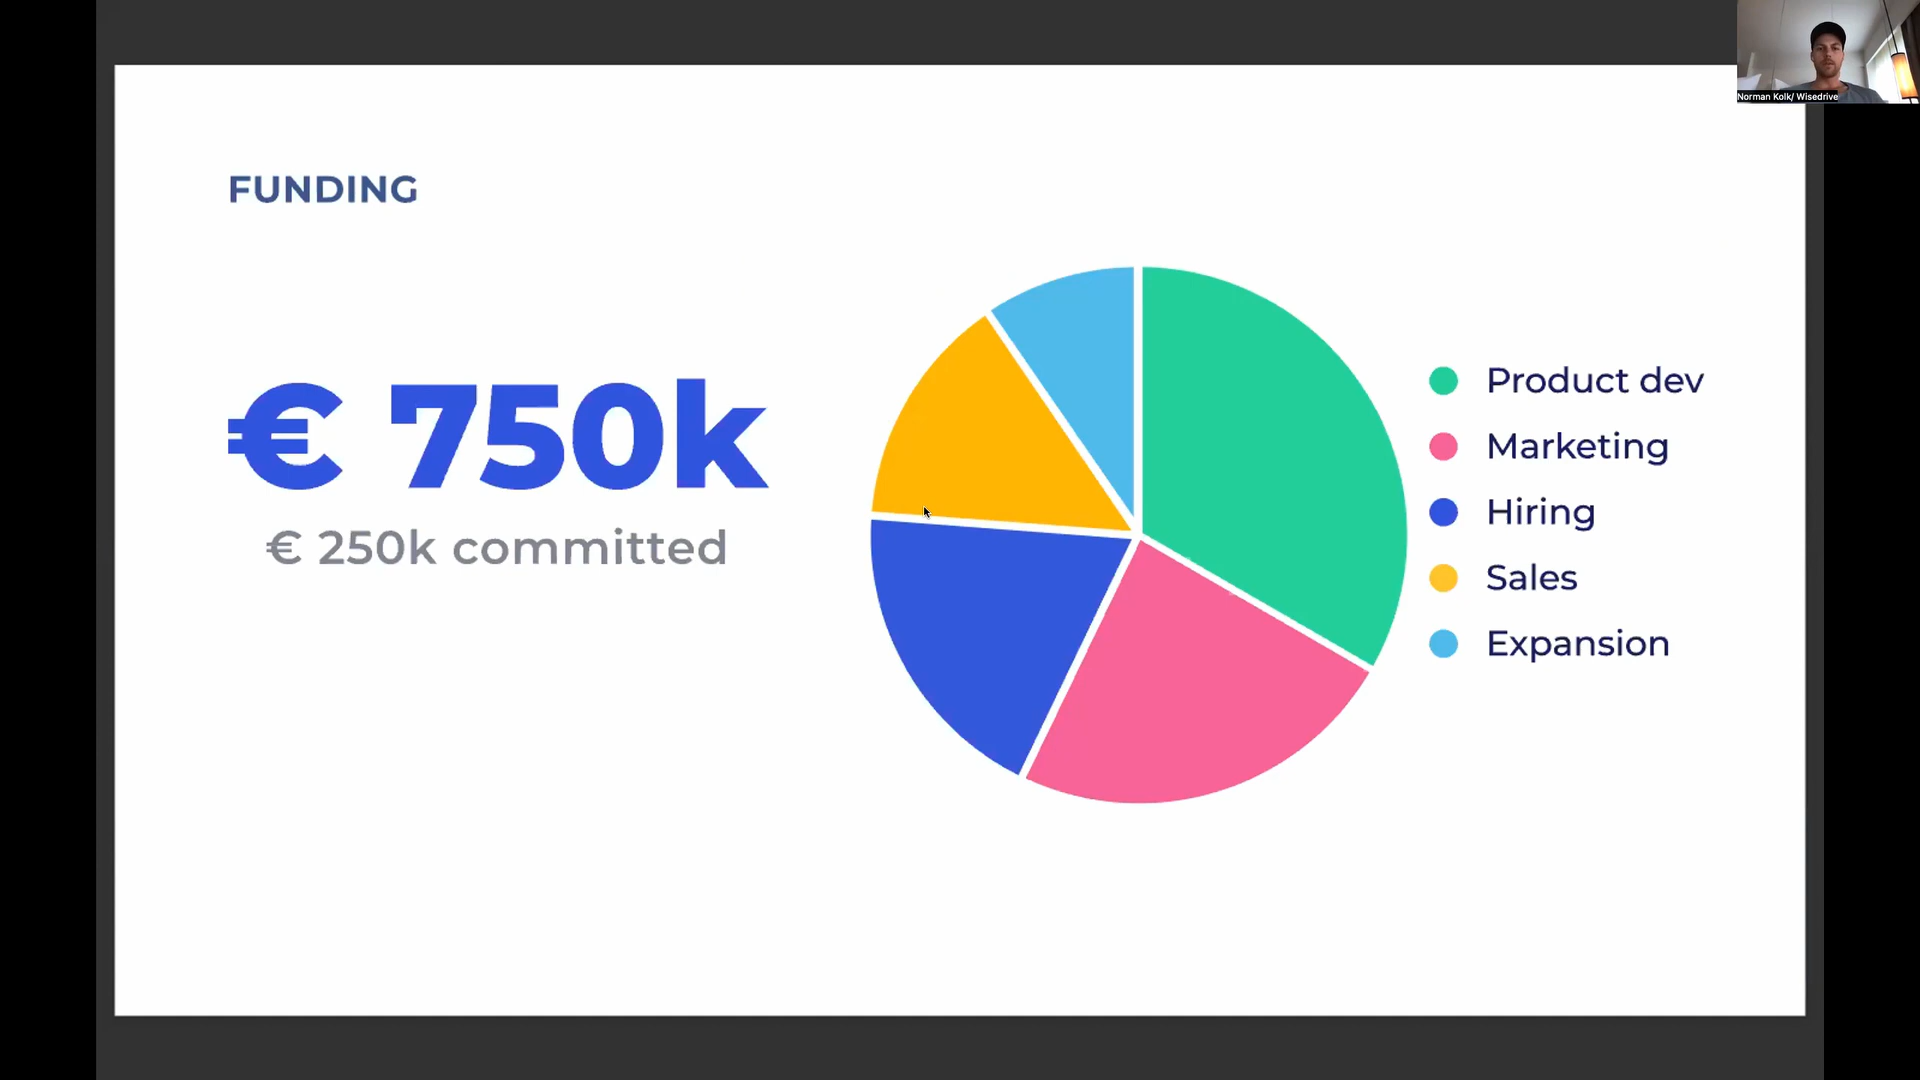 Norman Kolk/ Wisedrive
FUNDING
€ 750k
€ 250k committed
Product dev
Marketing
Hiring
Sales
Expansion